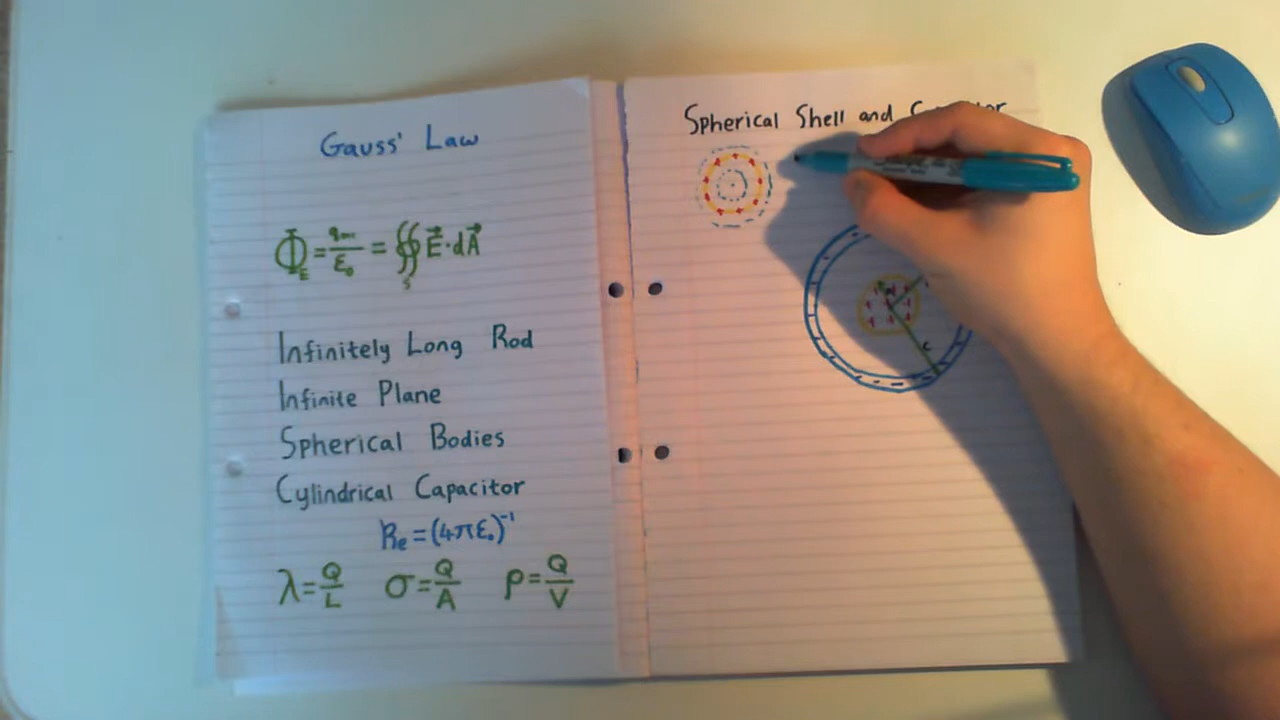 Gauss' Law
Φ_E = q_enc/ε₀ = ∯_S E⃗·dA⃗
Infinitely Long Rod
Infinite Plane
Spherical Bodies
Cylindrical Capacitor
k_e = (4πε₀)⁻¹
λ = Q/L σ = Q/A ρ = Q/V
Spherical Shell and
c